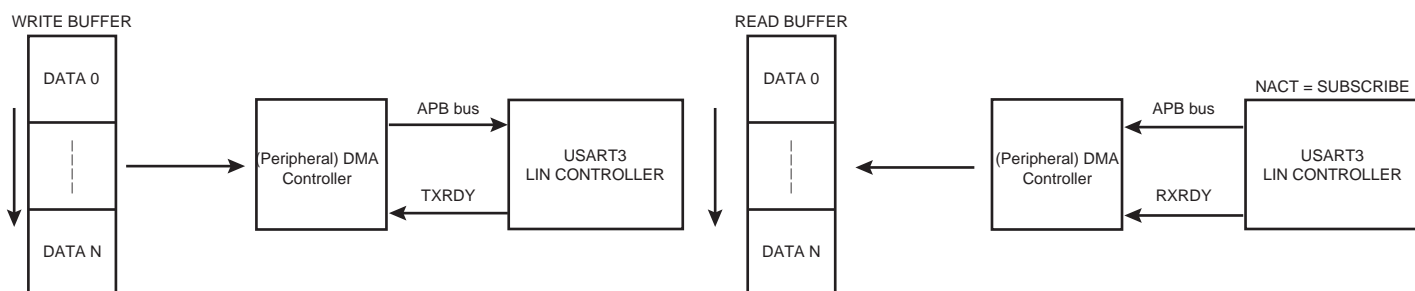 WRITE BUFFER
DATA 0
DATA N
(Peripheral) DMA
Controller
APB bus
TXRDY
USART3
LIN CONTROLLER
READ BUFFER
DATA 0
DATA N
(Peripheral) DMA
Controller
APB bus
RXRDY
NACT = SUBSCRIBE
USART3
LIN CONTROLLER